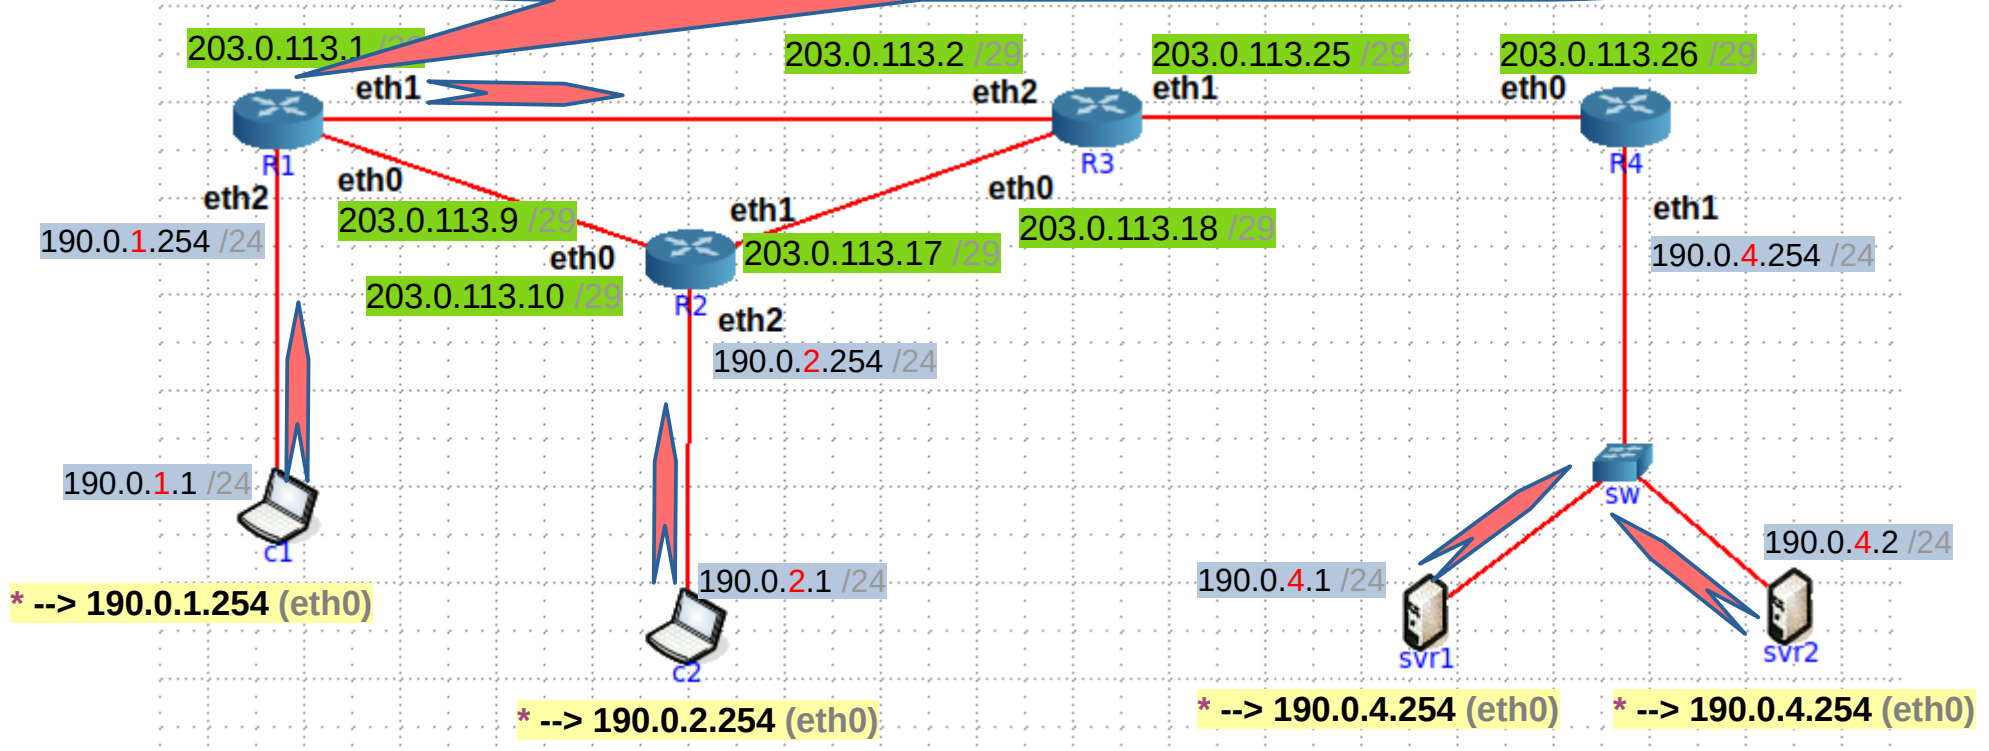 203.0.113.1 /29
203.0.113.2 /29
203.0.113.25 /29
203.0.113.26 /29
eth1
eth2
eth1
eth0
R1
R3
R4
eth2
eth0
eth1
eth0
eth1
190.0.1.254 /24
203.0.113.9 /29
203.0.113.18 /29
eth0
203.0.113.17 /29
190.0.4.254 /24
203.0.113.10 /29
R2
eth2
190.0.2.254 /24
190.0.1.1 /24
sw
c1
190.0.4.2 /24
190.0.2.1 /24
190.0.4.1 /24
* --> 190.0.1.254 (eth0)
c2
svr1
svr2
* --> 190.0.2.254 (eth0)
* --> 190.0.4.254 (eth0)
* --> 190.0.4.254 (eth0)